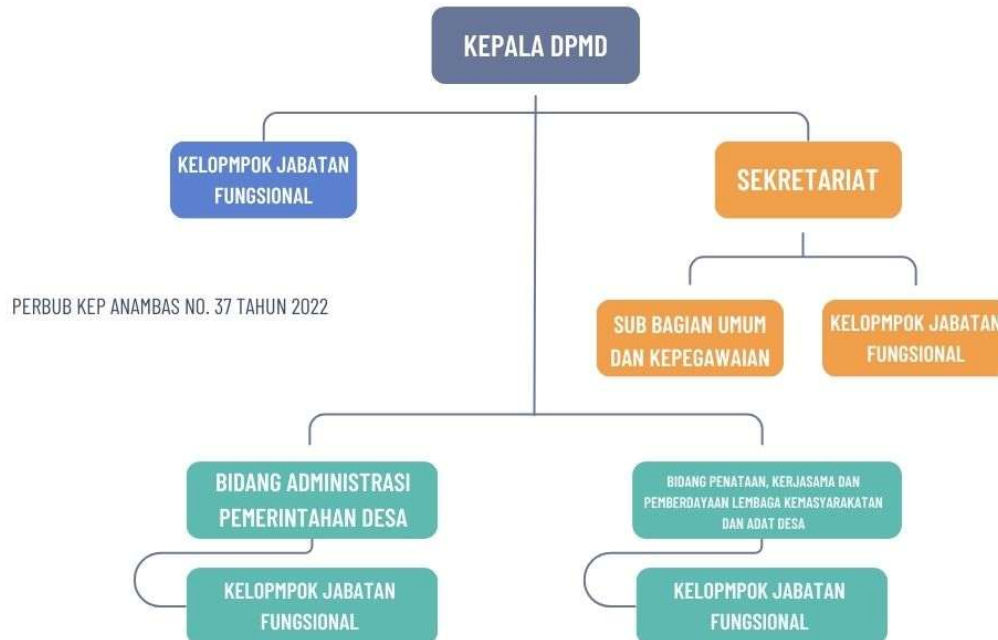 KEPALA DPMD
KELOPMPOK JABATAN
FUNGSIONAL
SEKRETARIAT
PERBUB KEP ANAMBAS NO. 37 TAHUN 2022
SUB BAGIAN UMUM
DAN KEPEGAWAIAN
KELOPMPOK JABATAN
FUNGSIONAL
BIDANG ADMINISTRASI
PEMERINTAHAN DESA
BIDANG PENATAAN, KERJASAMA DAN
PEMBERDAYAAN LEMBAGA KEMASYARAKATAN
DAN ADAT DESA
KELOPMPOK JABATAN
FUNGSIONAL
KELOPMPOK JABATAN
FUNGSIONAL